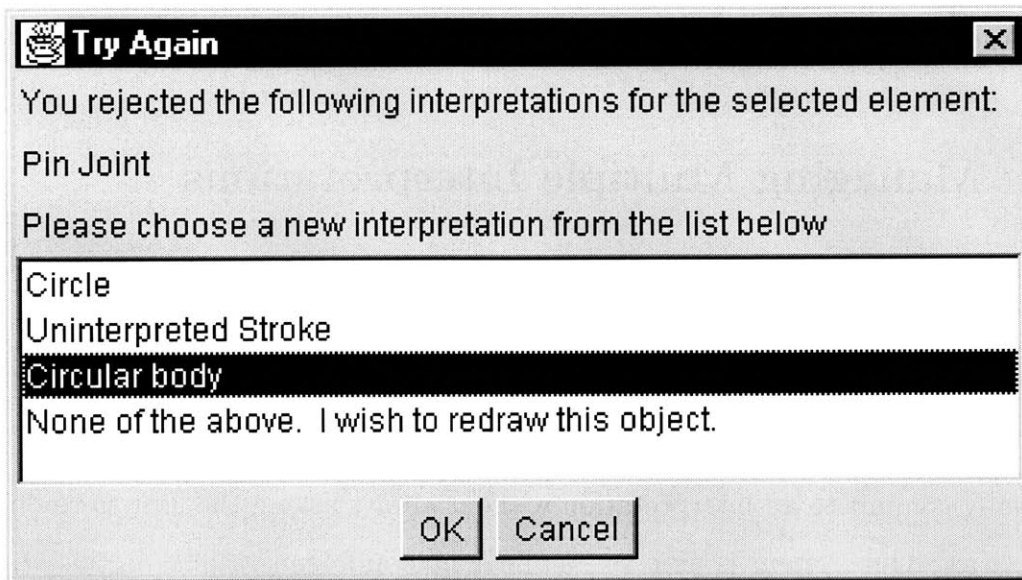 Try Again
You rejected the following interpretations for the selected element:
Pin Joint
Please choose a new interpretation from the list below
Circle
Uninterpreted Stroke
Circular body
None of the above. I wish to redraw this object.
OK Cancel